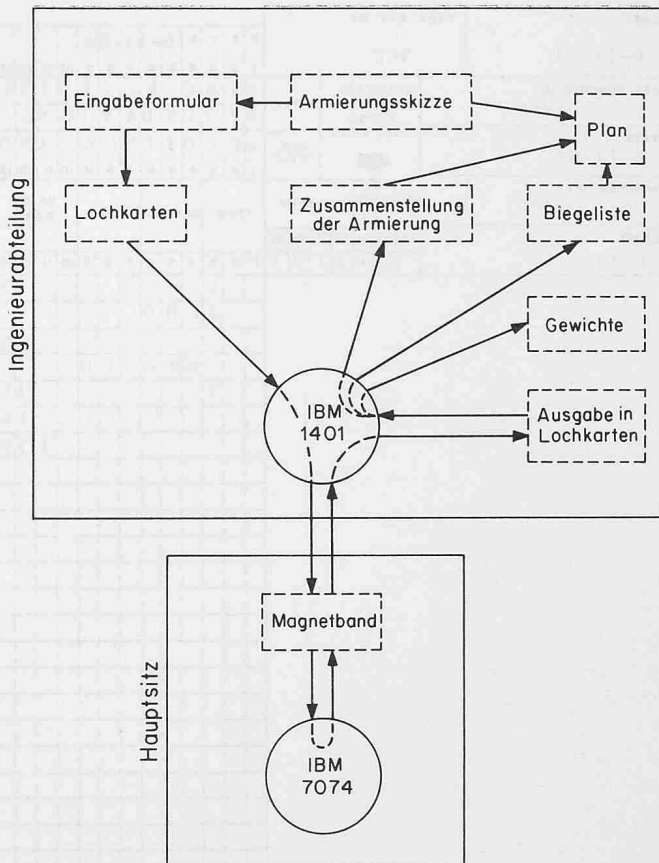 Ingenieurabteilung
Eingabeformular
Armierungsskizze
Plan
Lochkarten
Zusammenstellung
der Armierung
Biegeliste
Gewichte
IBM
1401
Ausgabe in
Lochkarten
Hauptsitz
Magnetband
IBM
7074